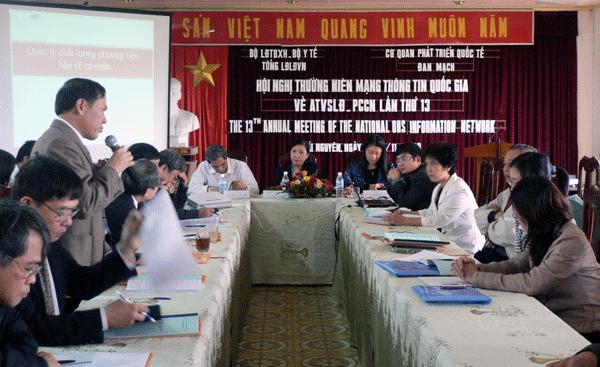 SẢN VIỆT NAM QUANG VINH MUÔN NĂM
Quản lý chất lượng phương tiện
bảo vệ cá nhân
BỘ LĐTBXH - BỘ Y TẾ
TỔNG LĐLĐVN
CƠ QUAN PHÁT TRIỂN QUỐC TẾ
ĐAN MẠCH
HỘI NGHỊ THƯỜNG NIÊN MẠNG THÔNG TIN QUỐC GIA
VỀ ATVSLĐ, PCCN LẦN THỨ 13
THE 13TH ANNUAL MEETING OF THE NATIONAL OHS INFORMATION NETWORK
NGUYÊN, NGÀY